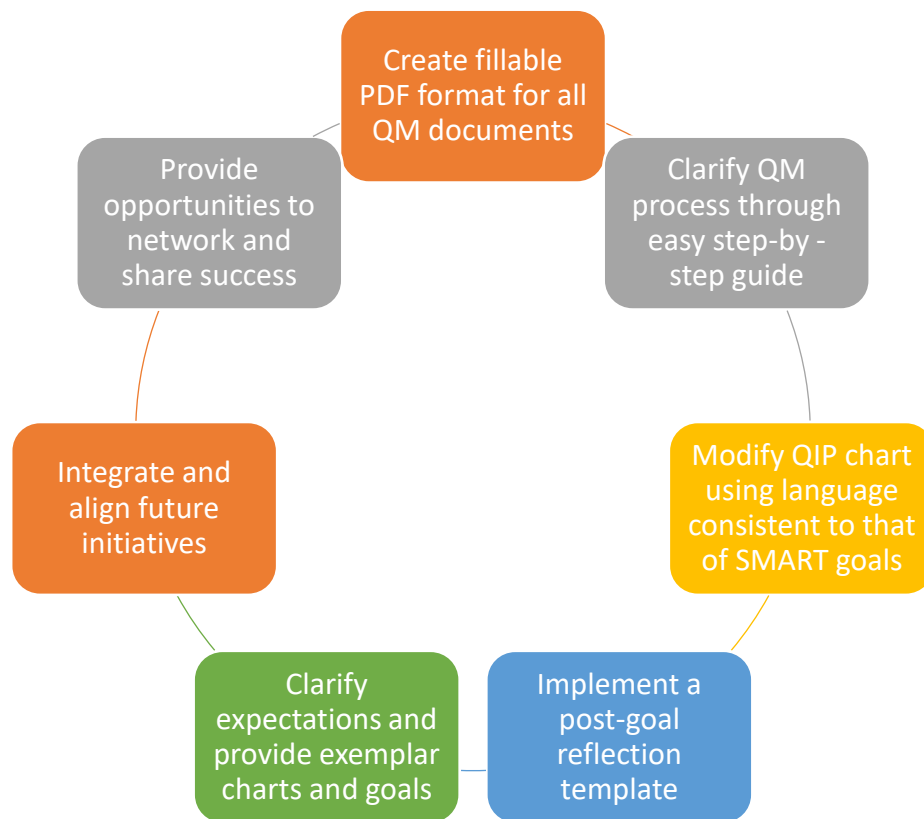 Create fillable
PDF format for all
QM documents
Clarify QM
process through
easy step-by -
step guide
Modify QIP chart
using language
consistent to that
of SMART goals
Implement a
post-goal
reflection
template
Clarify
expectations and
provide exemplar
charts and goals
Integrate and
align future
initiatives
Provide
opportunities to
network and
share success